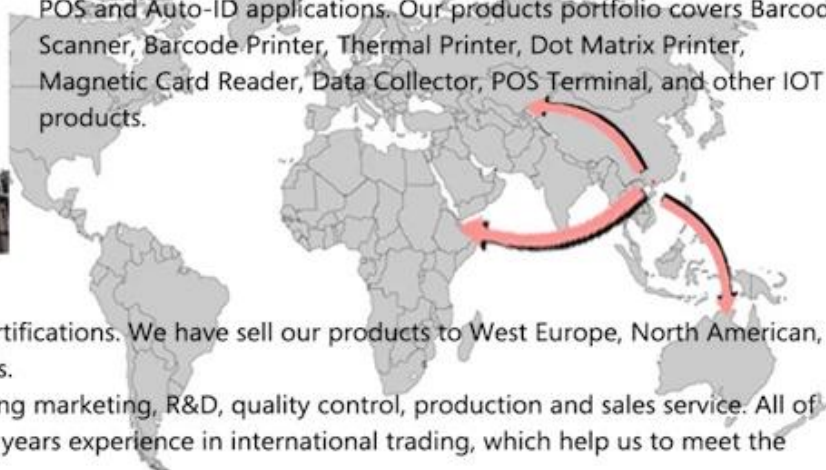 POS and Auto-ID applications. Our products portfolio covers Barcod
Scanner, Barcode Printer, Thermal Printer, Dot Matrix Printer,
Magnetic Card Reader, Data Collector, POS Terminal, and other IOT
products.
rtifications. We have sell our products to West Europe, North American,
s.
ng marketing, R&D, quality control, production and sales service. All of
years experience in international trading, which help us to meet the